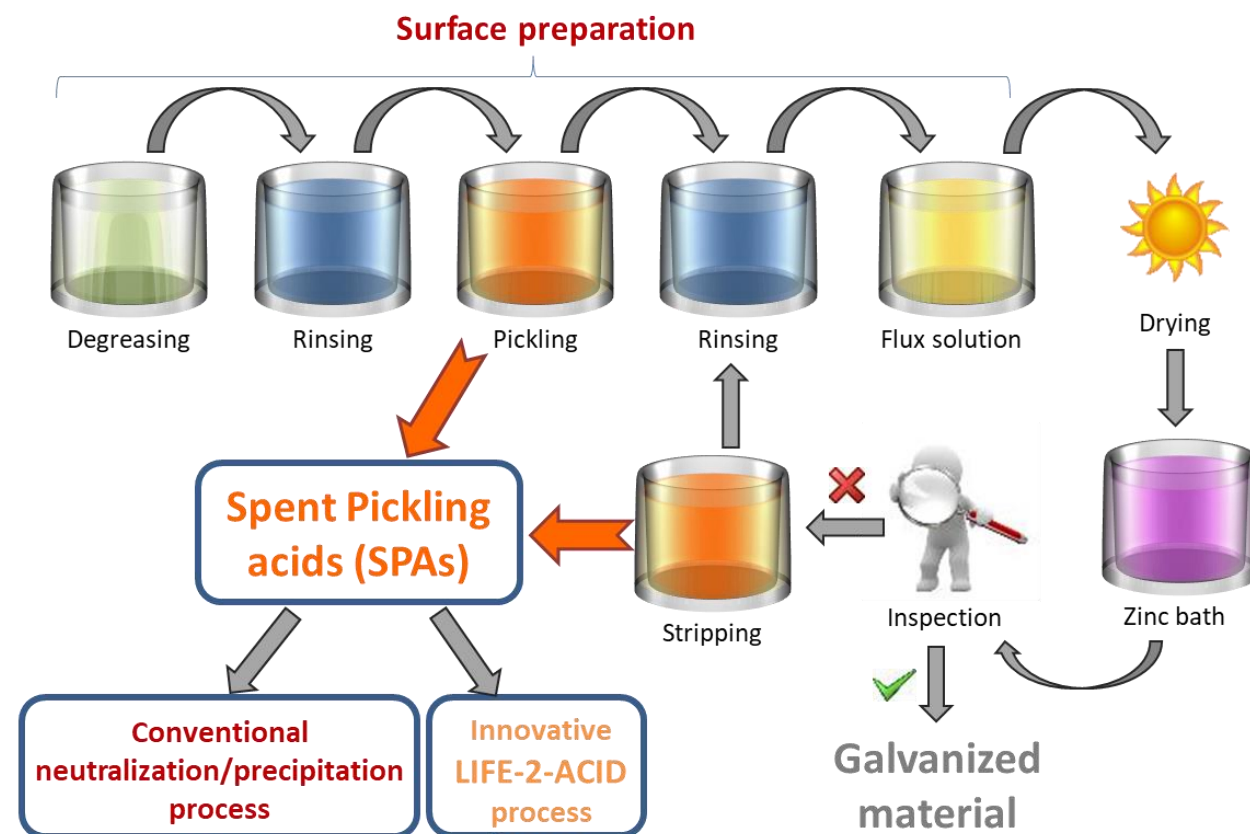 Surface preparation
Degreasing
Rinsing
Pickling
Rinsing
Flux solution
Drying
Spent Pickling
acids (SPAs)
Stripping
Inspection
Zinc bath
Conventional
neutralization/precipitation
process
Innovative
LIFE-2-ACID
process
Galvanized
material